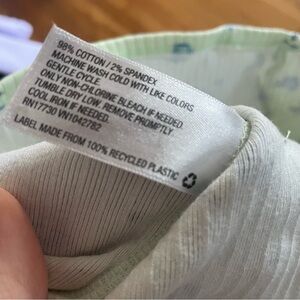 98% COTTON / 2% SPANDEX
MACHINE WASH COLD WITH LIKE COLORS
GENTLE CYCLE
ONLY NON-CHLORINE BLEACH IF NEEDED
TUMBLE DRY LOW. REMOVE PROMPTLY
COOL IRON IF NEEDED
RN17730 VN1042782
LABEL MADE FROM 100% RECYCLED PLASTIC